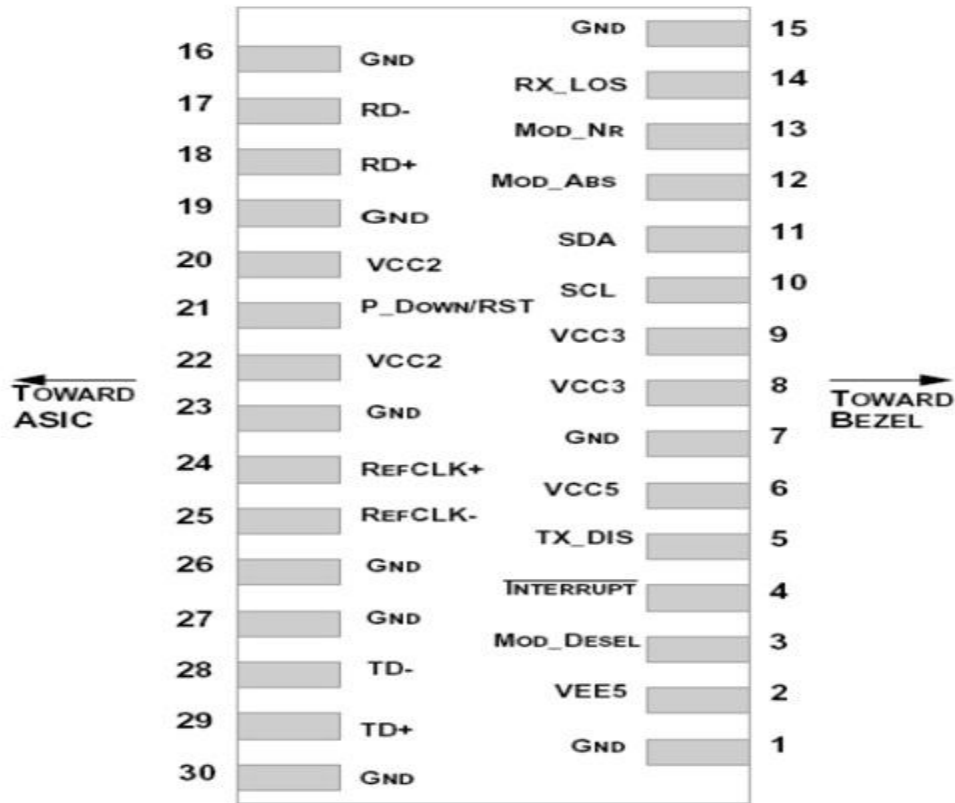 GND 15
16 GND
RX_LOS 14
17 RD-
MOD_NR 13
18 RD+
MOD_ABS 12
19 GND
SDA 11
20 VCC2
SCL 10
21 P_DOWN/RST
VCC3 9
22 VCC2
VCC3 8
TOWARD
ASIC
TOWARD
BEZEL
23 GND
GND 7
24 REFCLK+
VCC5 6
25 REFCLK-
TX_DIS 5
26 GND
INTERRUPT 4
27 GND
MOD_DESEL 3
28 TD-
VEE5 2
29 TD+
GND 1
30 GND